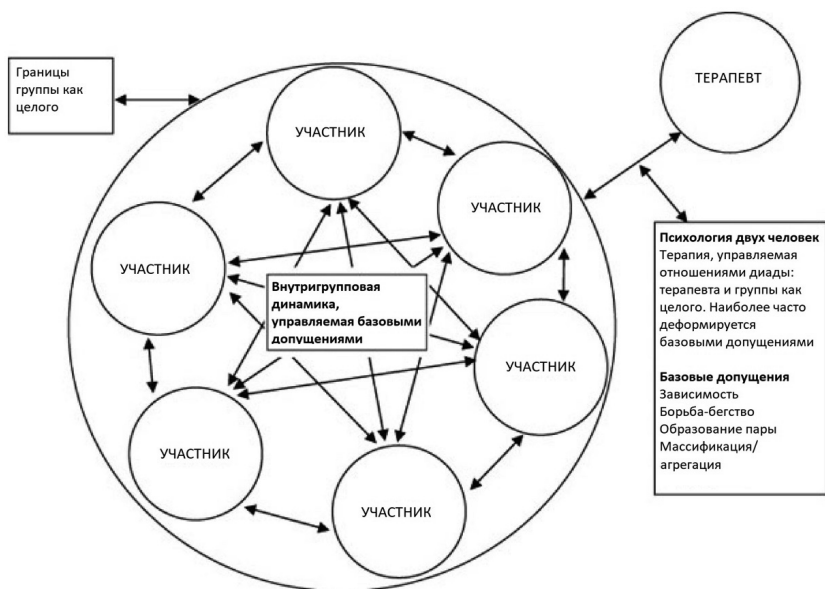 Границы
группы как
целого
ТЕРАПЕВТ
УЧАСТНИК
УЧАСТНИК
УЧАСТНИК
Внутригрупповая
динамика,
управляемая базовыми
допущениями
УЧАСТНИК
УЧАСТНИК
УЧАСТНИК
Психология двух человек
Терапия, управляемая
отношениями диады:
терапевта и группы как
целого. Наиболее часто
деформируется
базовыми допущениями
Базовые допущения
Зависимость
Борьба-бегство
Образование пары
Массификация/
агрегация